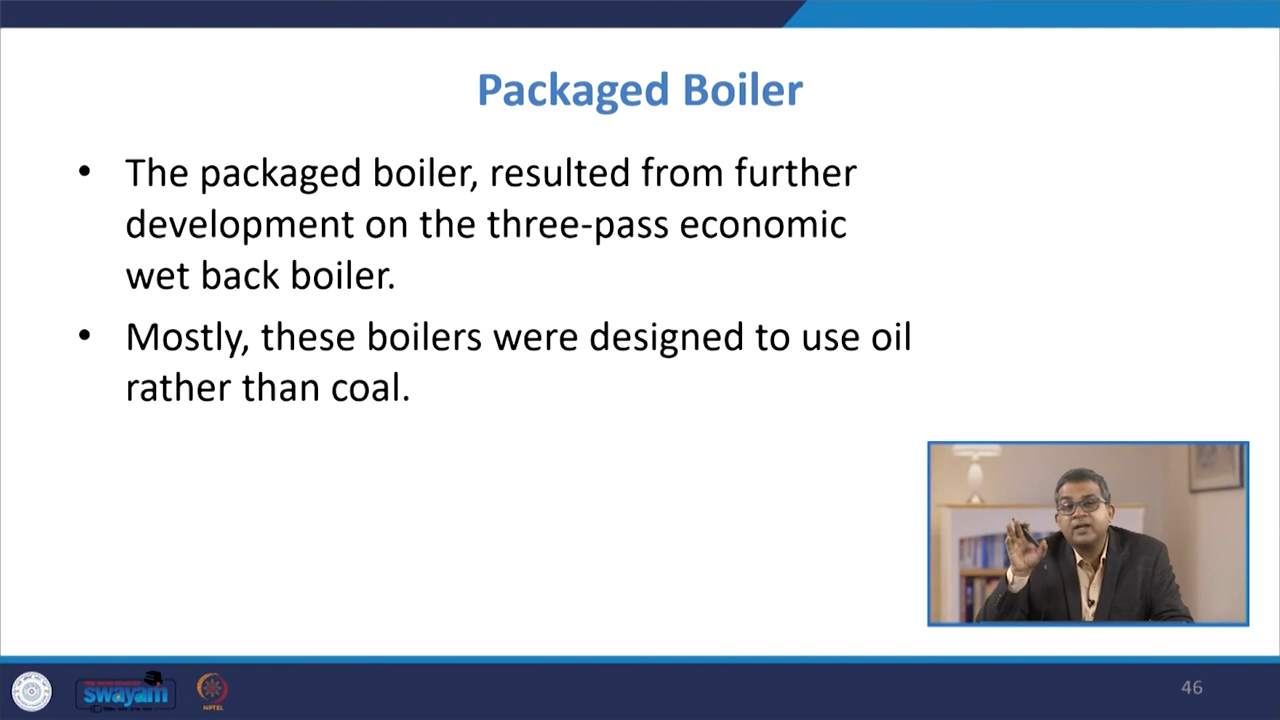 Packaged Boiler
• The packaged boiler, resulted from further
development on the three-pass economic
wet back boiler.
• Mostly, these boilers were designed to use oil
rather than coal.
swayam
NPTEL
46